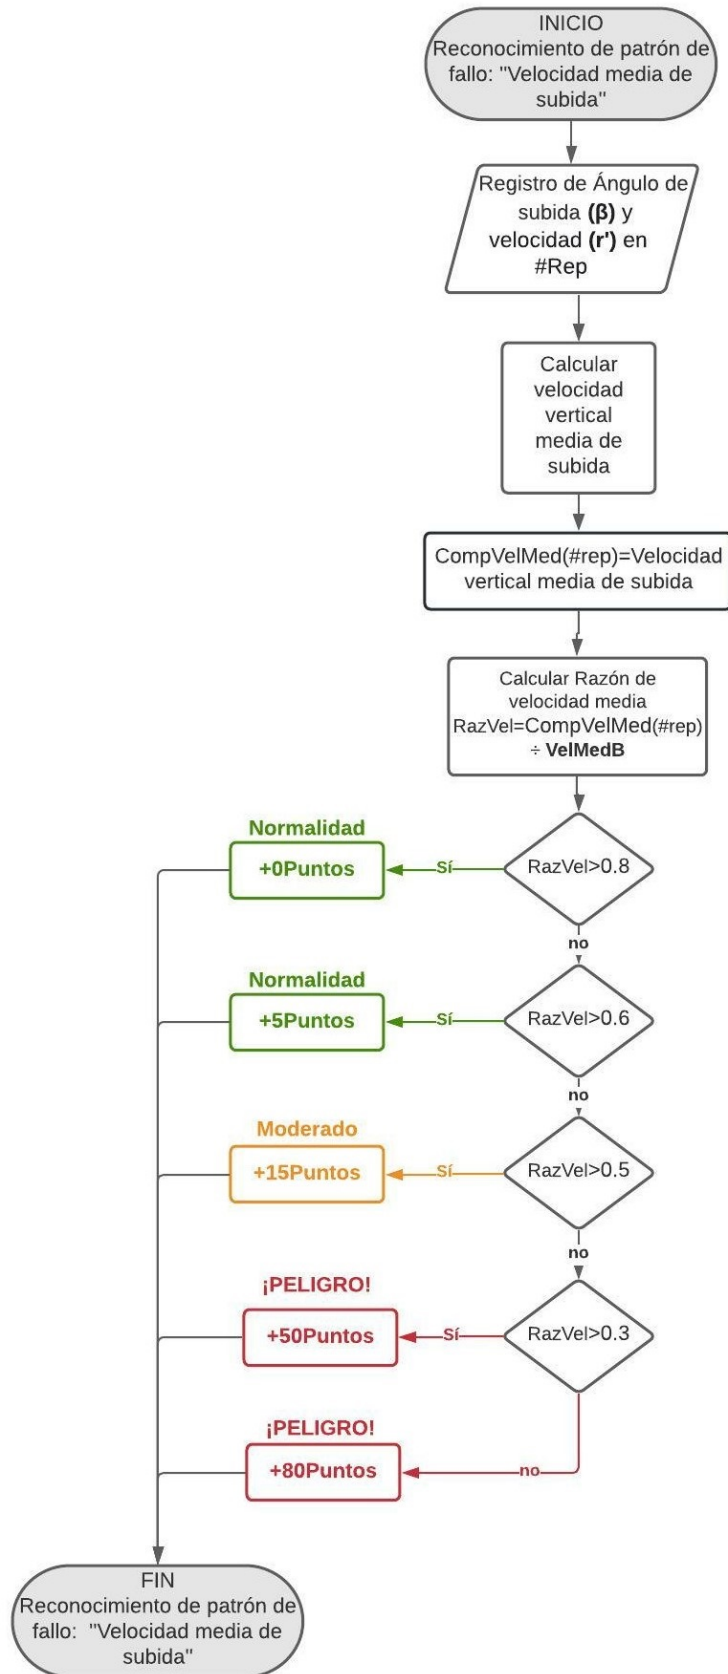 INICIO
Reconocimiento de patrón de
fallo: "Velocidad media de
subida"
Registro de Ángulo de
subida (β) y
velocidad (r') en
#Rep
Calcular
velocidad
vertical
media de
subida
CompVelMed(#rep)=Velocidad
vertical media de subida
Calcular Razón de
velocidad media
RazVel=CompVelMed(#rep)
÷ VelMedB
RazVel>0.8
Sí
Normalidad
+0Puntos
no
RazVel>0.6
Sí
Normalidad
+5Puntos
no
RazVel>0.5
Sí
Moderado
+15Puntos
no
RazVel>0.3
Sí
¡PELIGRO!
+50Puntos
no
¡PELIGRO!
+80Puntos
FIN
Reconocimiento de patrón de
fallo: "Velocidad media de
subida"